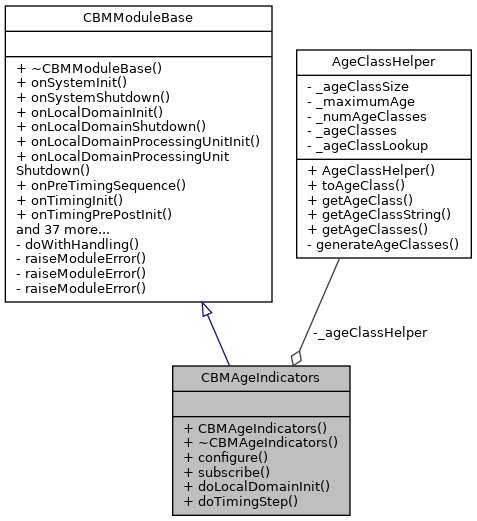 CBMModuleBase
+ ~CBMModuleBase()
+ onSystemInit()
+ onSystemShutdown()
+ onLocalDomainInit()
+ onLocalDomainShutdown()
+ onLocalDomainProcessingUnitInit()
+ onLocalDomainProcessingUnit
Shutdown()
+ onPreTimingSequence()
+ onTimingInit()
+ onTimingPrePostInit()
and 37 more...
- doWithHandling()
- raiseModuleError()
- raiseModuleError()
- raiseModuleError()
AgeClassHelper
- _ageClassSize
- _maximumAge
- _numAgeClasses
- _ageClasses
- _ageClassLookup
+ AgeClassHelper()
+ toAgeClass()
+ getAgeClass()
+ getAgeClassString()
+ getAgeClasses()
- generateAgeClasses()
-_ageClassHelper
CBMAgeIndicators
+ CBMAgeIndicators()
+ ~CBMAgeIndicators()
+ configure()
+ subscribe()
+ doLocalDomainInit()
+ doTimingStep()